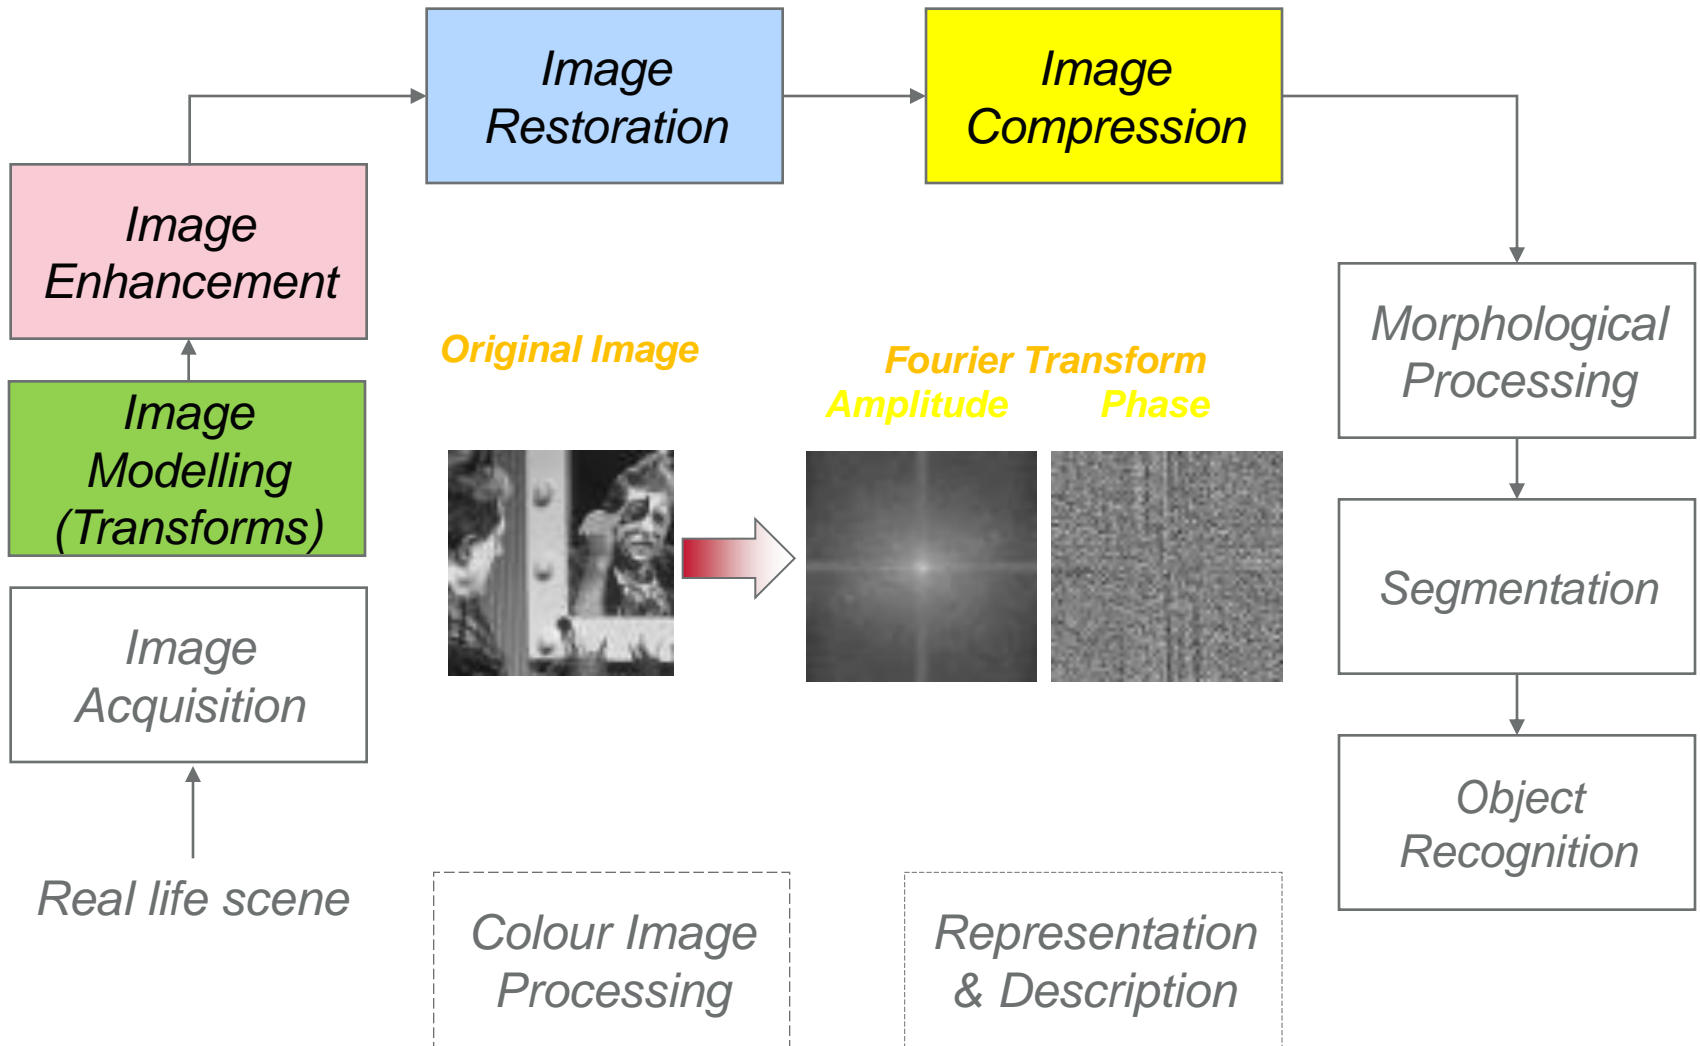 Image
Restoration
Image
Compression
Image
Enhancement
Morphological
Processing
Original Image
Fourier Transform
Amplitude
Phase
Image
Modelling
(Transforms)
Segmentation
Image
Acquisition
Object
Recognition
Real life scene
Colour Image
Processing
Representation
& Description